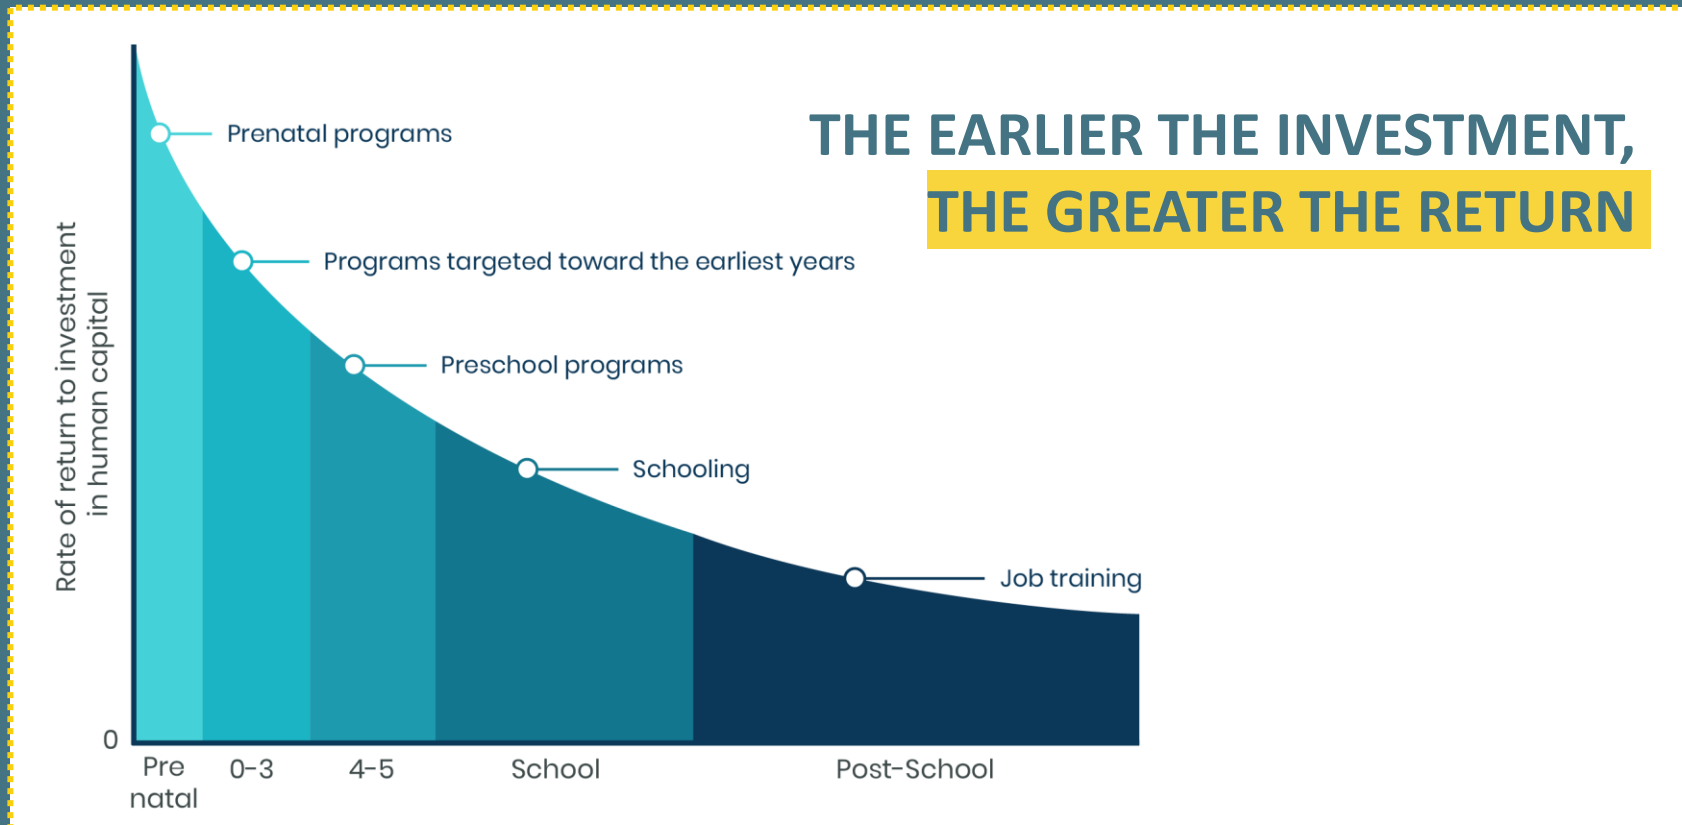 THE EARLIER THE INVESTMENT,
THE GREATER THE RETURN
Rate of return to investment
in human capital
Prenatal programs
Programs targeted toward the earliest years
Preschool programs
Schooling
Job training
0
Pre
natal
0-3
4-5
School
Post-School